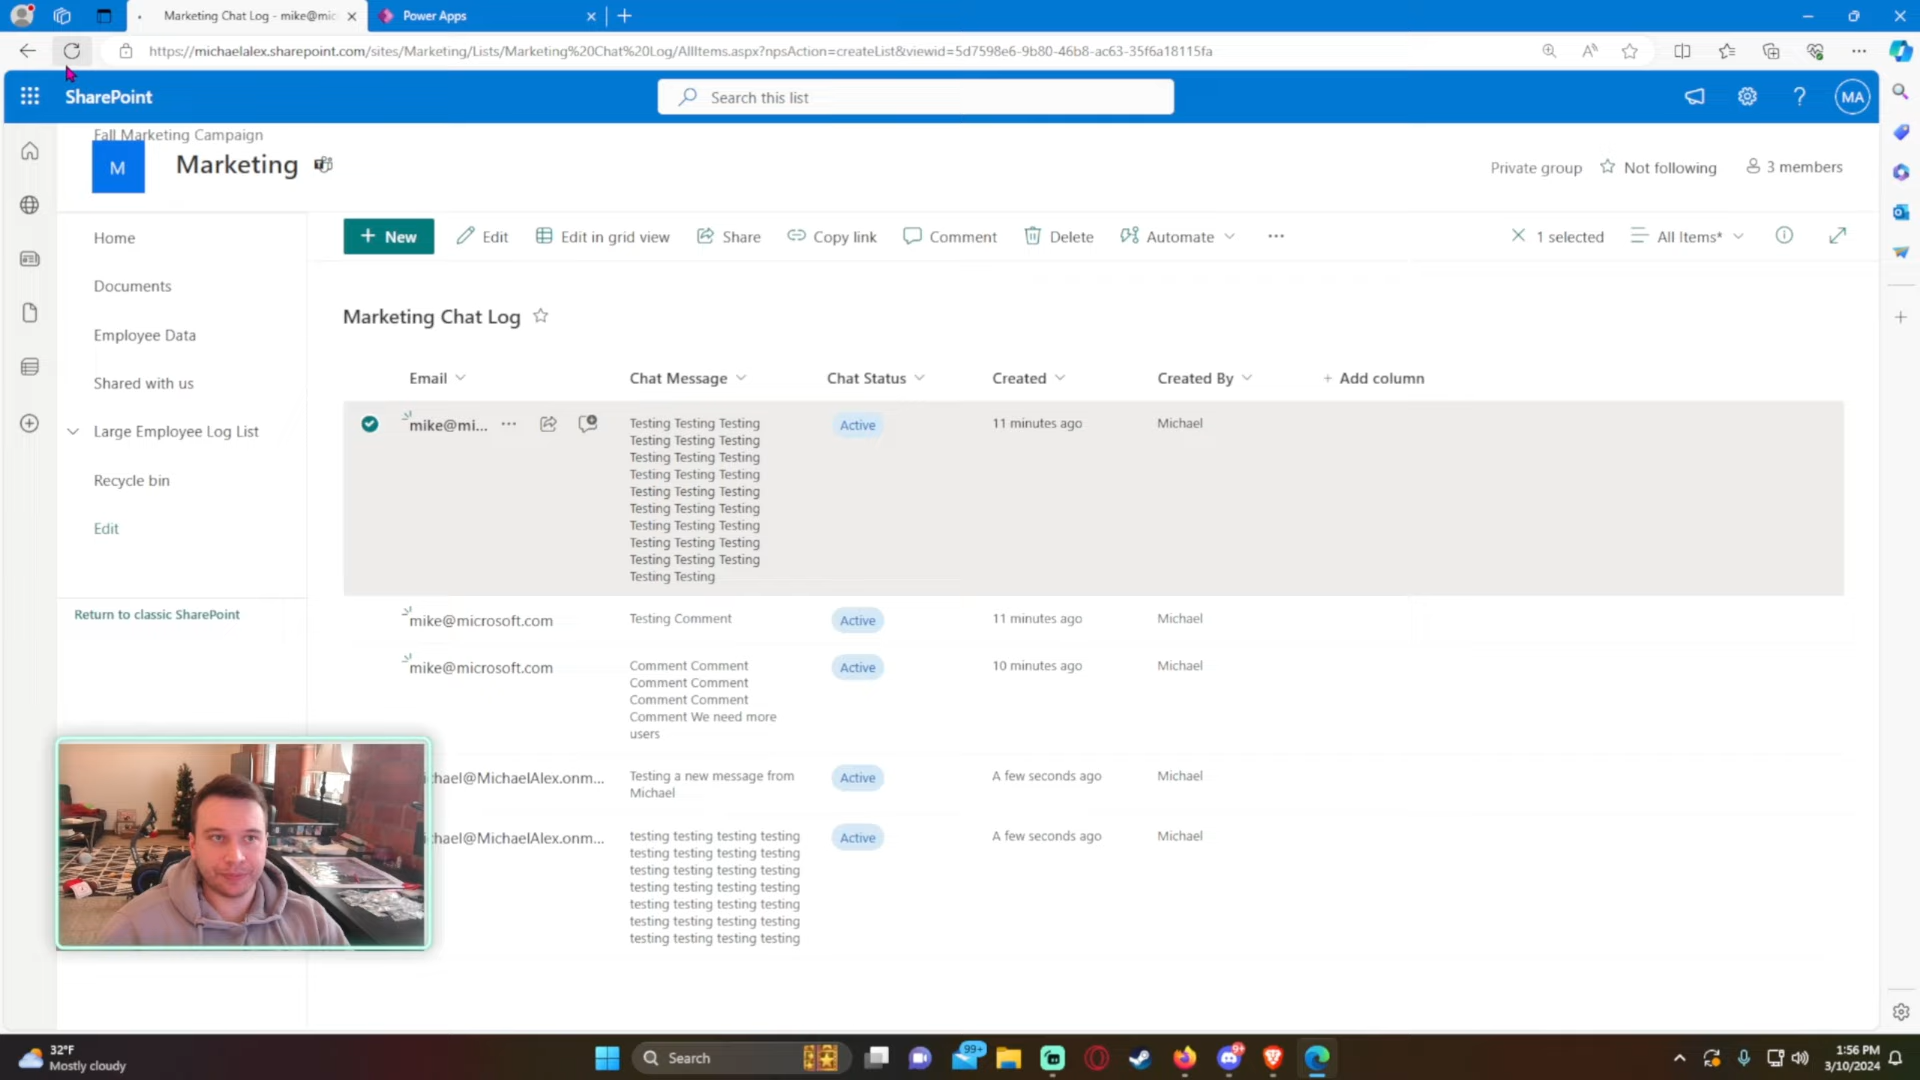 Marketing Chat Log - mike@mic
Power Apps
https://michaelalex.sharepoint.com/sites/Marketing/Lists/Marketing%20Chat%20Log/AllItems.aspx?npsAction=createList&viewid=5d7598e6-9b80-46b8-ac63-35f6a18115fa
SharePoint
Search this list
MA
Fall Marketing Campaign
M
Marketing
Private group
Not following
3 members
Home
Documents
Employee Data
Shared with us
Large Employee Log List
Recycle bin
Edit
Return to classic SharePoint
+ New
Edit
Edit in grid view
Share
Copy link
Comment
Delete
Automate
1 selected
All Items*
Marketing Chat Log
Email
Chat Message
Chat Status
Created
Created By
+ Add column
mike@mi...
Testing Testing Testing
Testing Testing Testing
Testing Testing Testing
Testing Testing Testing
Testing Testing Testing
Testing Testing Testing
Testing Testing Testing
Testing Testing Testing
Testing Testing Testing
Testing Testing
Active
11 minutes ago
Michael
mike@microsoft.com
Testing Comment
Active
11 minutes ago
Michael
mike@microsoft.com
Comment Comment
Comment Comment
Comment Comment
Comment We need more
users
Active
10 minutes ago
Michael
hael@MichaelAlex.onm...
Testing a new message from
Michael
Active
A few seconds ago
Michael
hael@MichaelAlex.onm...
testing testing testing testing
testing testing testing testing
testing testing testing testing
testing testing testing testing
testing testing testing testing
testing testing testing testing
testing testing testing testing
Active
A few seconds ago
Michael
32°F
Mostly cloudy
Search
99+
9+
1:56 PM
3/10/2024